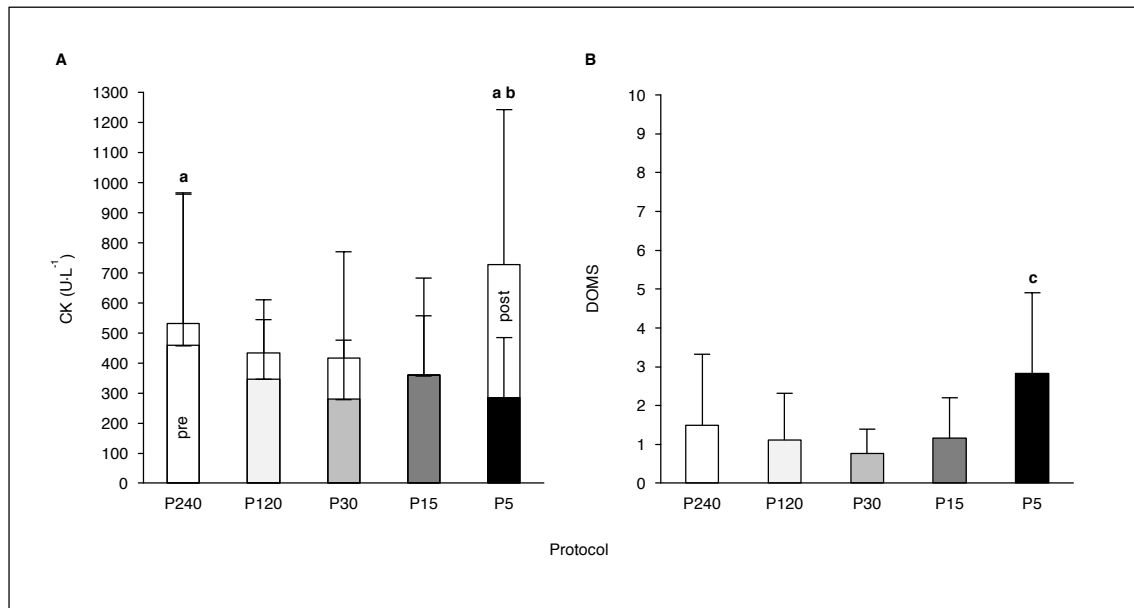 A
CK (U·L⁻¹)
1300
1200
1100
1000
900
800
700
600
500
400
300
200
100
0
a
a b
pre
post
P240
P120
P30
P15
P5
B
DOMS
10
9
8
7
6
5
4
3
2
1
0
c
P240
P120
P30
P15
P5
Protocol